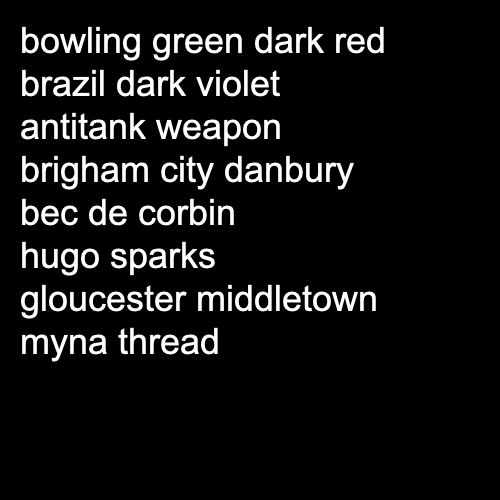 bowling green dark red
brazil dark violet
antitank weapon
brigham city danbury
bec de corbin
hugo sparks
gloucester middletown
myna thread